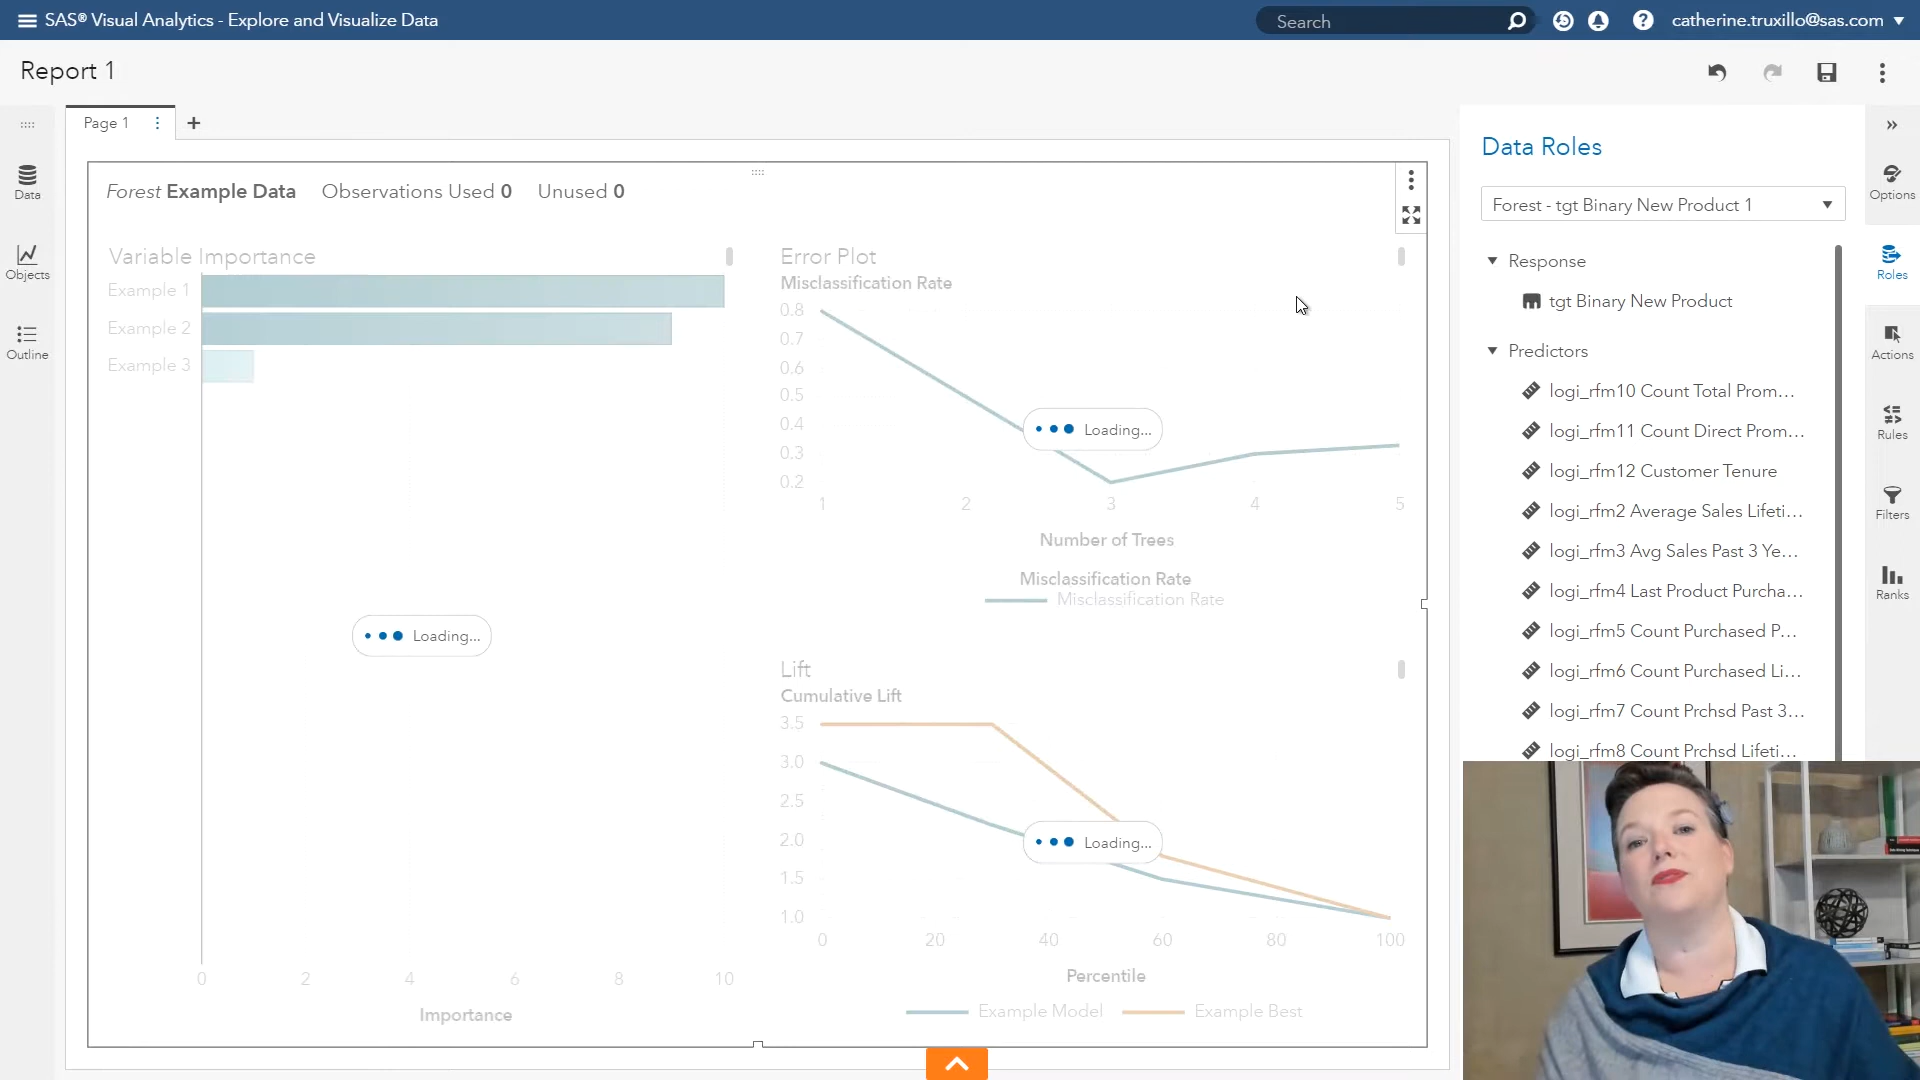 SAS® Visual Analytics - Explore and Visualize Data
Search
catherine.truxillo@sas.com
Report 1
Page 1
Data
Objects
Outline
Forest Example Data Observations Used 0 Unused 0
Variable Importance
Example 1
Example 2
Example 3
Loading...
0 2 4 6 8 10
Importance
Error Plot
Misclassification Rate
0.8
0.7
0.6
0.5
0.4
0.3
0.2
Loading...
1 2 3 4 5
Number of Trees
Misclassification Rate
Misclassification Rate
Lift
Cumulative Lift
3.5
3.0
2.5
2.0
1.5
1.0
Loading...
0 20 40 60 80 100
Percentile
Example Model Example Best
Data Roles
Forest - tgt Binary New Product 1
Response
tgt Binary New Product
Predictors
logi_rfm10 Count Total Prom...
logi_rfm11 Count Direct Prom...
logi_rfm12 Customer Tenure
logi_rfm2 Average Sales Lifeti...
logi_rfm3 Avg Sales Past 3 Ye...
logi_rfm4 Last Product Purcha...
logi_rfm5 Count Purchased P...
logi_rfm6 Count Purchased Li...
logi_rfm7 Count Prchsd Past 3...
logi_rfm8 Count Prchsd Lifeti...
Options
Roles
Actions
Rules
Filters
Ranks